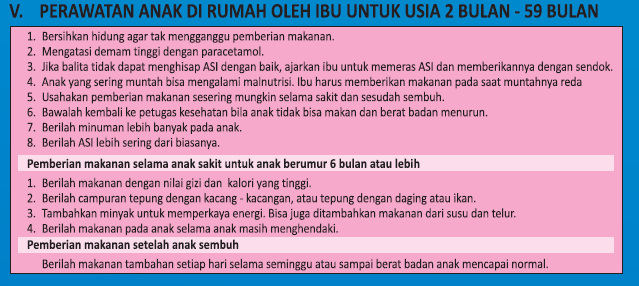 V. PERAWATAN ANAK DI RUMAH OLEH IBU UNTUK USIA 2 BULAN - 59 BULAN
1. Bersihkan hidung agar tak mengganggu pemberian makanan.
2. Mengatasi demam tinggi dengan paracetamol.
3. Jika balita tidak dapat menghisap ASI dengan baik, ajarkan ibu untuk memeras ASI dan memberikannya dengan sendok.
4. Anak yang sering muntah bisa mengalami malnutrisi. Ibu harus memberikan makanan pada saat muntahnya reda
5. Usahakan pemberian makanan sesering mungkin selama sakit dan sesudah sembuh.
6. Bawalah kembali ke petugas kesehatan bila anak tidak bisa makan dan berat badan menurun.
7. Berilah minuman lebih banyak pada anak.
8. Berilah ASI lebih sering dari biasanya.
Pemberian makanan selama anak sakit untuk anak berumur 6 bulan atau lebih
1. Berilah makanan dengan nilai gizi dan kalori yang tinggi.
2. Berilah campuran tepung dengan kacang - kacangan, atau tepung dengan daging atau ikan.
3. Tambahkan minyak untuk memperkaya energi. Bisa juga ditambahkan makanan dari susu dan telur.
4. Berilah makanan pada anak selama anak masih menghendaki.
Pemberian makanan setelah anak sembuh
Berilah makanan tambahan setiap hari selama seminggu atau sampai berat badan anak mencapai normal.